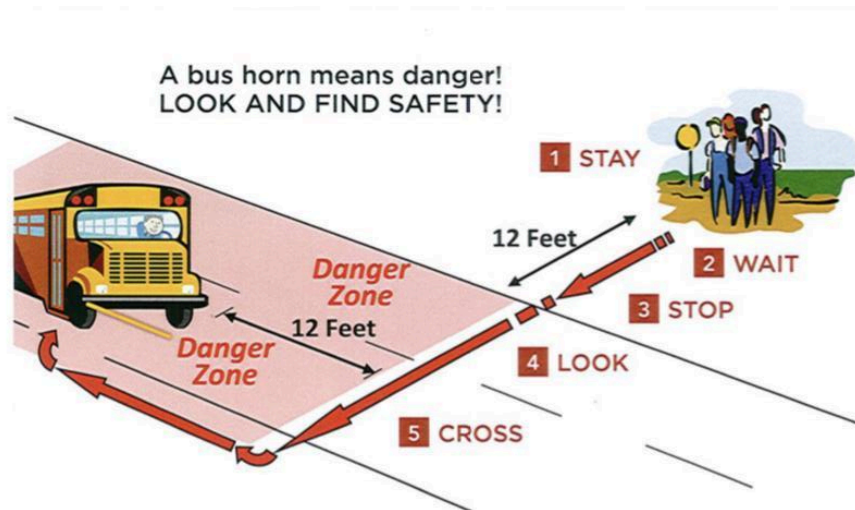 A bus horn means danger!
LOOK AND FIND SAFETY!
1 STAY
12 Feet
2 WAIT
Danger
Zone
3 STOP
12 Feet
Danger
Zone
4 LOOK
5 CROSS